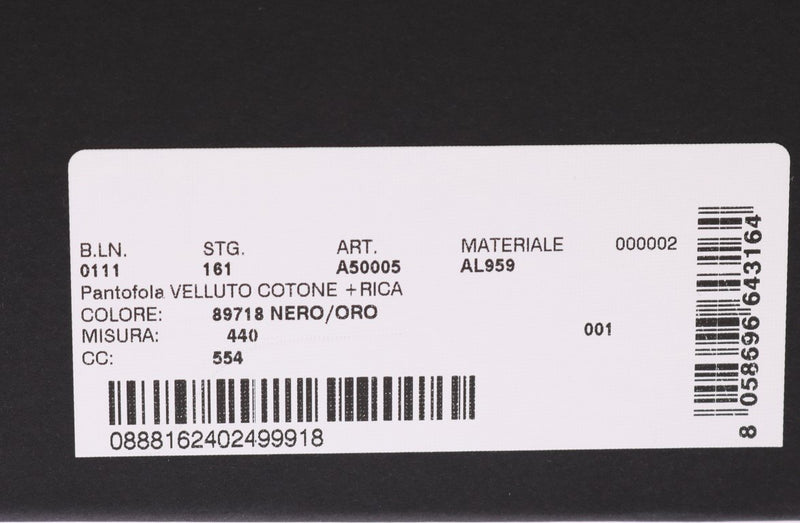 B.LN. STG. ART. MATERIALE 000002
0111 161 A50005 AL959
Pantofola VELLUTO COTONE +RICA
COLORE: 89718 NERO/ORO
MISURA: 440 001
CC: 554
0888162402499918
8 058696 643164